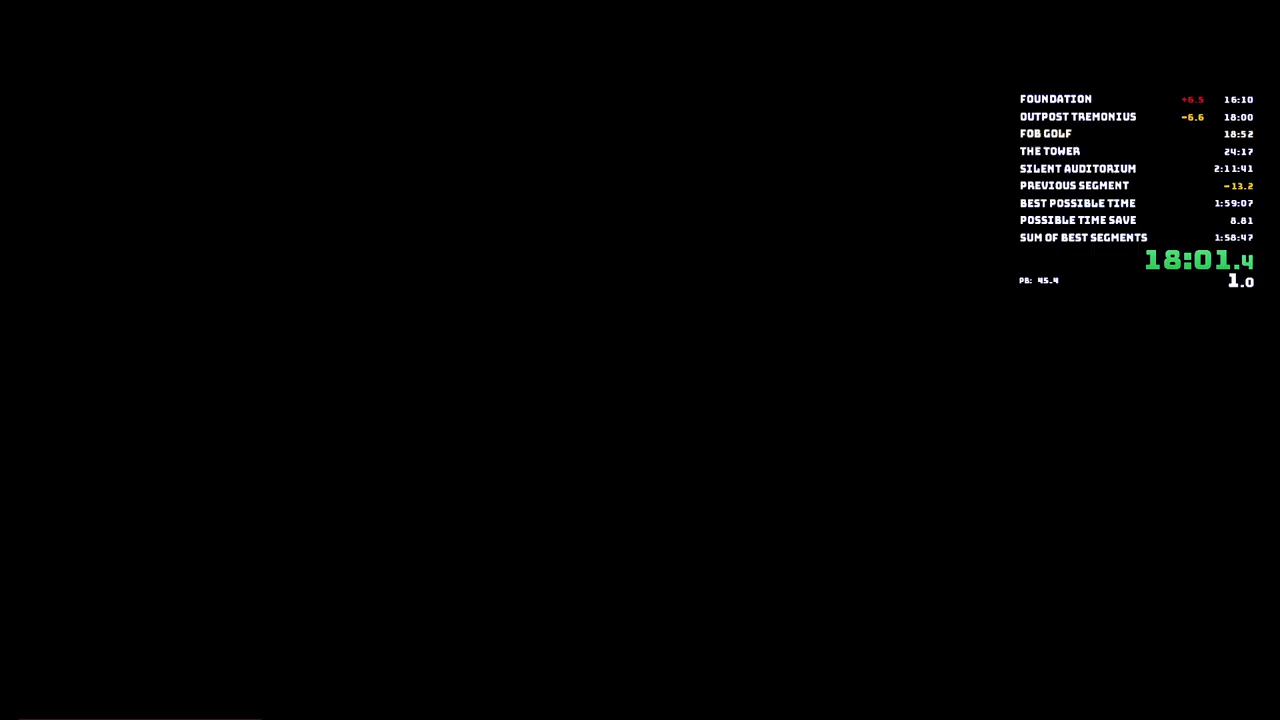 FOUNDATION +6.5 16:10
OUTPOST TREMONIUS -6.6 18:00
FOB GOLF 18:52
THE TOWER 24:17
SILENT AUDITORIUM 2:11:41
PREVIOUS SEGMENT -13.2
BEST POSSIBLE TIME 1:59:07
POSSIBLE TIME SAVE 8.81
SUM OF BEST SEGMENTS 1:58:47
18:01.4
PB: 45.4 1.0